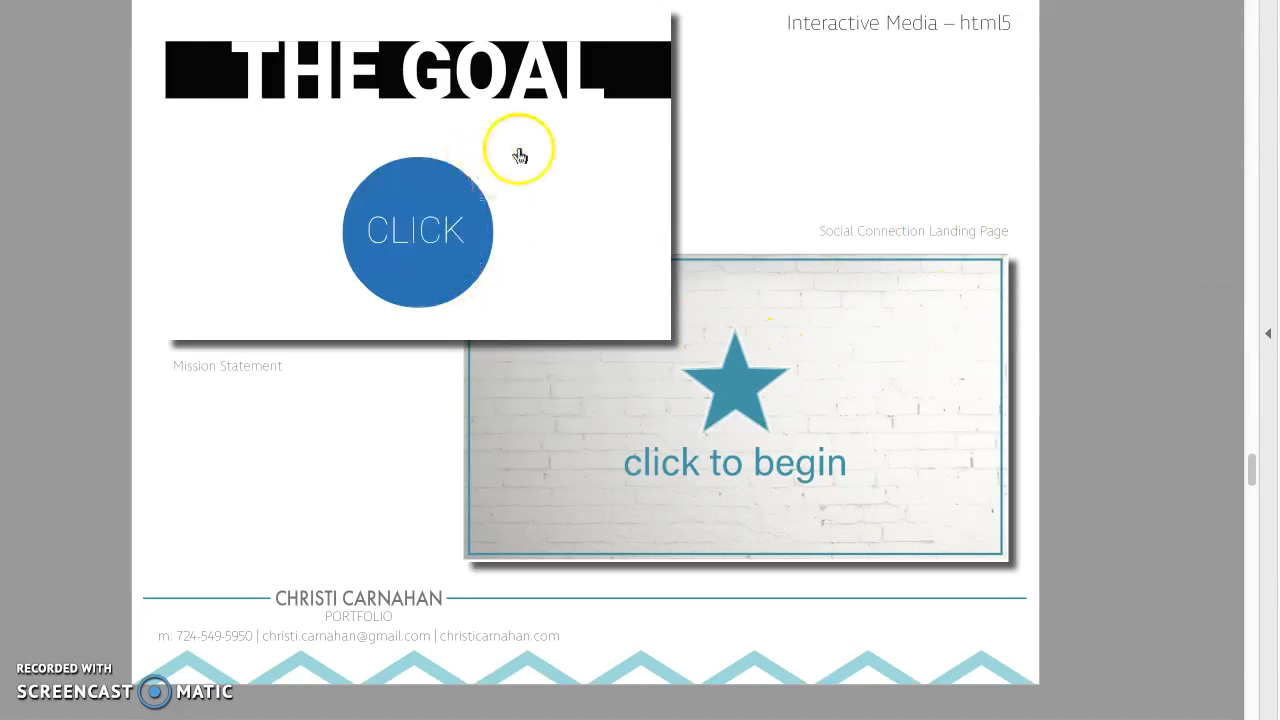 Interactive Media – html5
THE GOAL
CLICK
Social Connection Landing Page
Mission Statement
click to begin
CHRISTI CARNAHAN
PORTFOLIO
m: 724-549-5950 | christi.carnahan@gmail.com | christicarnahan.com
RECORDED WITH
SCREENCAST MATIC